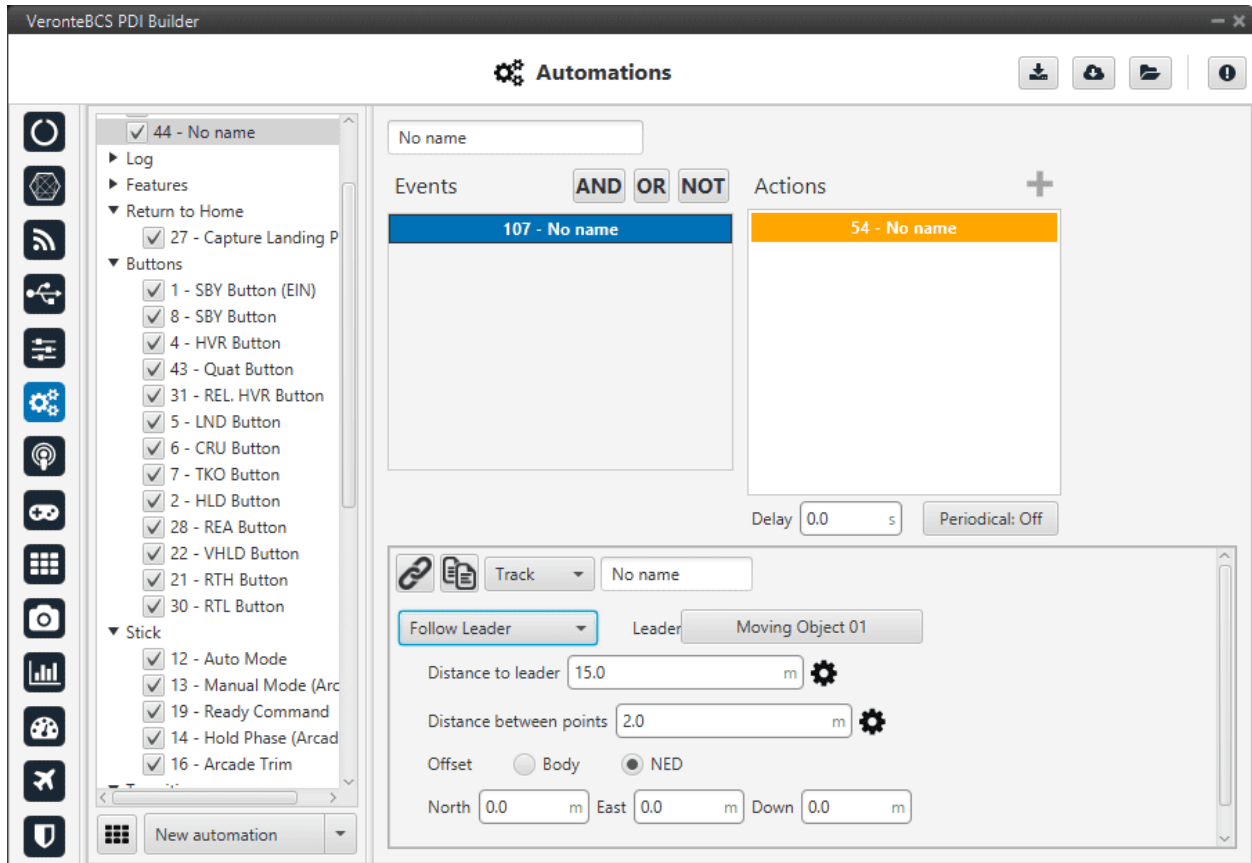 VeronteBCS PDI Builder
Automations
44 - No name
Log
Features
Return to Home
27 - Capture Landing P
Buttons
1 - SBY Button (EIN)
8 - SBY Button
4 - HVR Button
43 - Quat Button
31 - REL. HVR Button
5 - LND Button
6 - CRU Button
7 - TKO Button
2 - HLD Button
28 - REA Button
22 - VHLD Button
21 - RTH Button
30 - RTL Button
Stick
12 - Auto Mode
13 - Manual Mode (Arc
19 - Ready Command
14 - Hold Phase (Arcad
16 - Arcade Trim
New automation
No name
Events AND OR NOT
107 - No name
Actions
54 - No name
Delay 0.0 s Periodical: Off
Track No name
Follow Leader Leader Moving Object 01
Distance to leader 15.0 m
Distance between points 2.0 m
Offset Body NED
North 0.0 m East 0.0 m Down 0.0 m